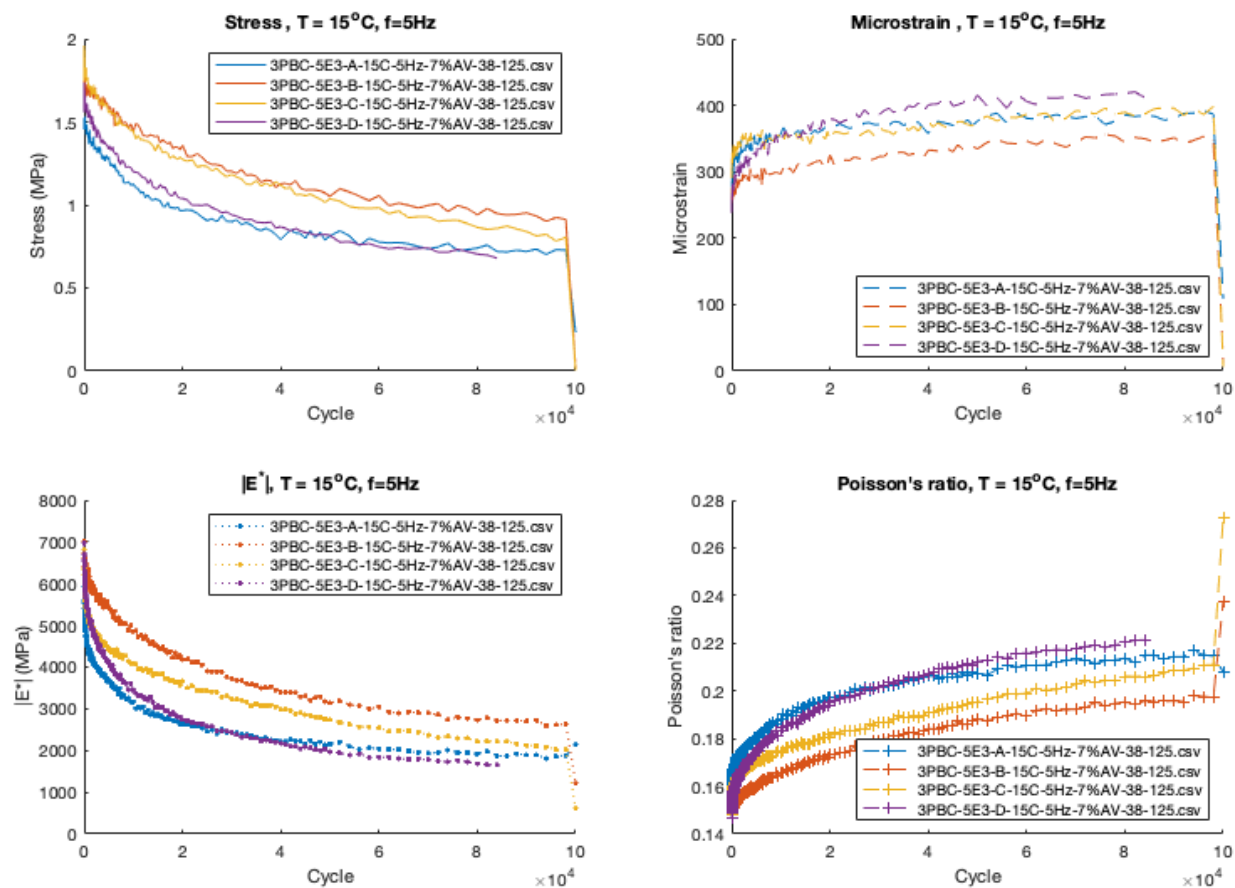 Stress , T = 15°C, f=5Hz
2
1.5
1
0.5
0
Stress (MPa)
3PBC-5E3-A-15C-5Hz-7%AV-38-125.csv
3PBC-5E3-B-15C-5Hz-7%AV-38-125.csv
3PBC-5E3-C-15C-5Hz-7%AV-38-125.csv
3PBC-5E3-D-15C-5Hz-7%AV-38-125.csv
0 2 4 6 8 10
Cycle
×10⁴
Microstrain , T = 15°C, f=5Hz
500
400
300
200
100
0
Microstrain
3PBC-5E3-A-15C-5Hz-7%AV-38-125.csv
3PBC-5E3-B-15C-5Hz-7%AV-38-125.csv
3PBC-5E3-C-15C-5Hz-7%AV-38-125.csv
3PBC-5E3-D-15C-5Hz-7%AV-38-125.csv
0 2 4 6 8 10
Cycle
×10⁴
|E*|, T = 15°C, f=5Hz
8000
7000
6000
5000
4000
3000
2000
1000
0
|E*| (MPa)
3PBC-5E3-A-15C-5Hz-7%AV-38-125.csv
3PBC-5E3-B-15C-5Hz-7%AV-38-125.csv
3PBC-5E3-C-15C-5Hz-7%AV-38-125.csv
3PBC-5E3-D-15C-5Hz-7%AV-38-125.csv
0 2 4 6 8 10
Cycle
×10⁴
Poisson's ratio, T = 15°C, f=5Hz
0.28
0.26
0.24
0.22
0.2
0.18
0.16
0.14
Poisson's ratio
3PBC-5E3-A-15C-5Hz-7%AV-38-125.csv
3PBC-5E3-B-15C-5Hz-7%AV-38-125.csv
3PBC-5E3-C-15C-5Hz-7%AV-38-125.csv
3PBC-5E3-D-15C-5Hz-7%AV-38-125.csv
0 2 4 6 8 10
Cycle
×10⁴